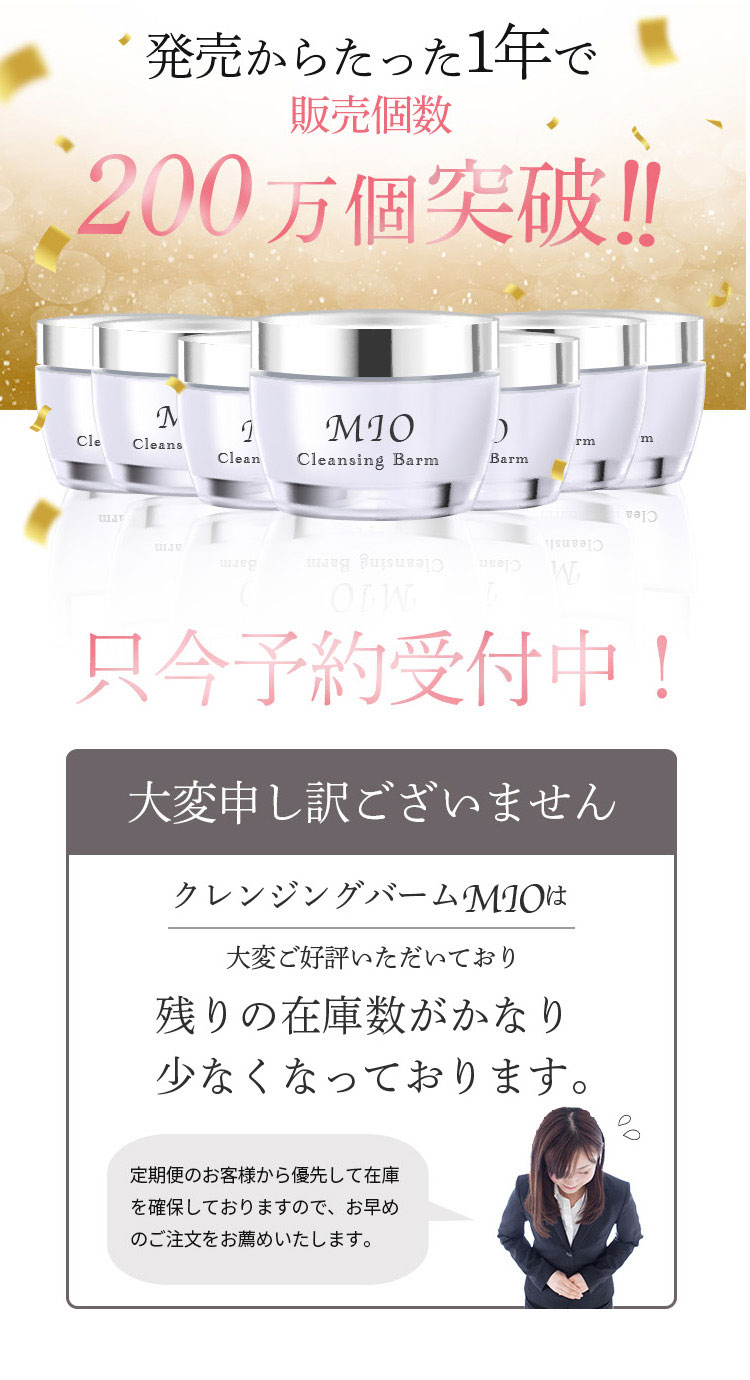 発売からたった1年で
販売個数
200万個突破!!
MIO
Cleansing Barm
只今予約受付中！
大変申し訳ございません
クレンジングバームMIOは
大変ご好評いただいており
残りの在庫数がかなり
少なくなっております。
定期便のお客様から優先して在庫
を確保しておりますので、お早め
のご注文をお薦めいたします。